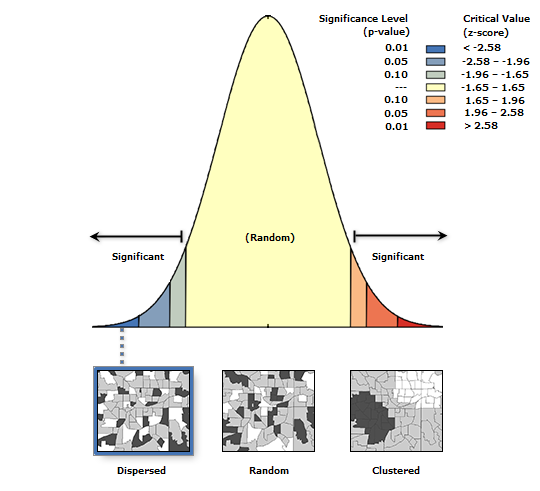 Significance Level Critical Value
(p-value) (z-score)
0.01 < -2.58
0.05 -2.58 – -1.96
0.10 -1.96 – -1.65
--- -1.65 – 1.65
0.10 1.65 – 1.96
0.05 1.96 – 2.58
0.01 > 2.58
(Random)
Significant Significant
Dispersed Random Clustered